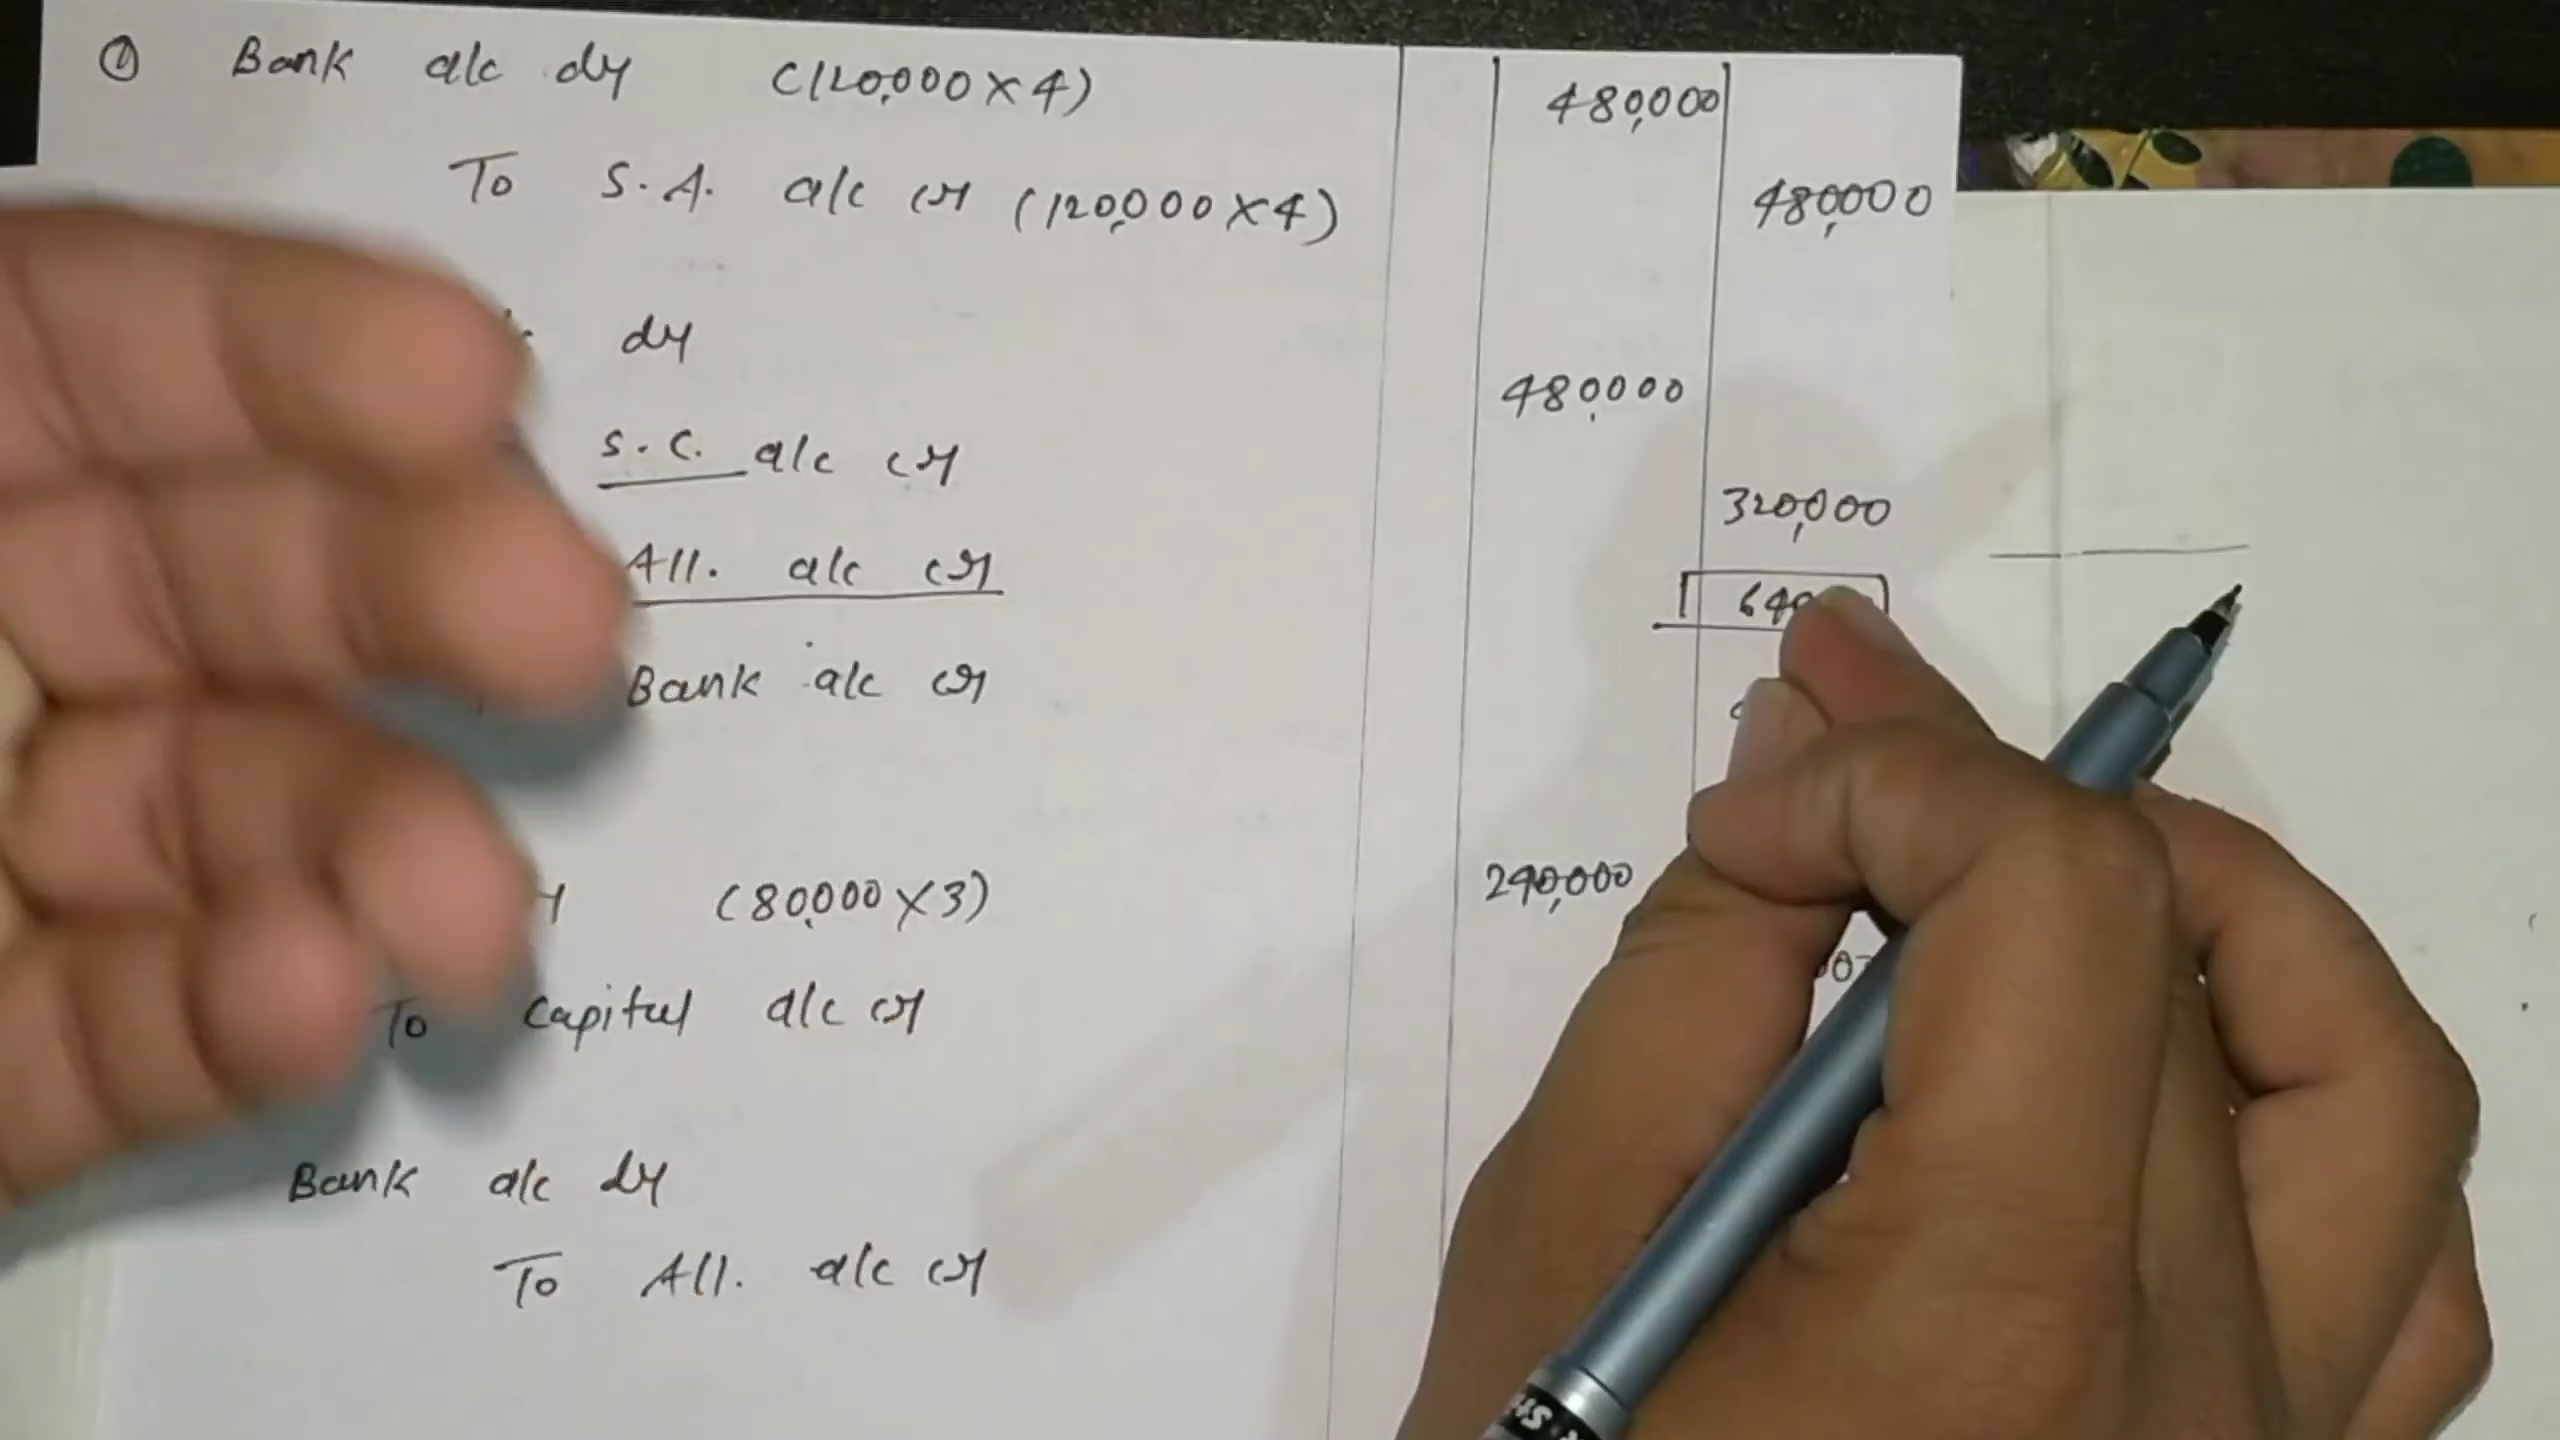 ① Bank a/c dr (120,000 X 4) 480,000
To S.A. a/c cr (120,000 X 4) 480,000
dr 480,000
S.C. a/c cr 320,000
All. a/c cr 640
Bank a/c cr
(80,000 X 3) 240,000
To Capital a/c cr
Bank a/c dr
To All. a/c cr